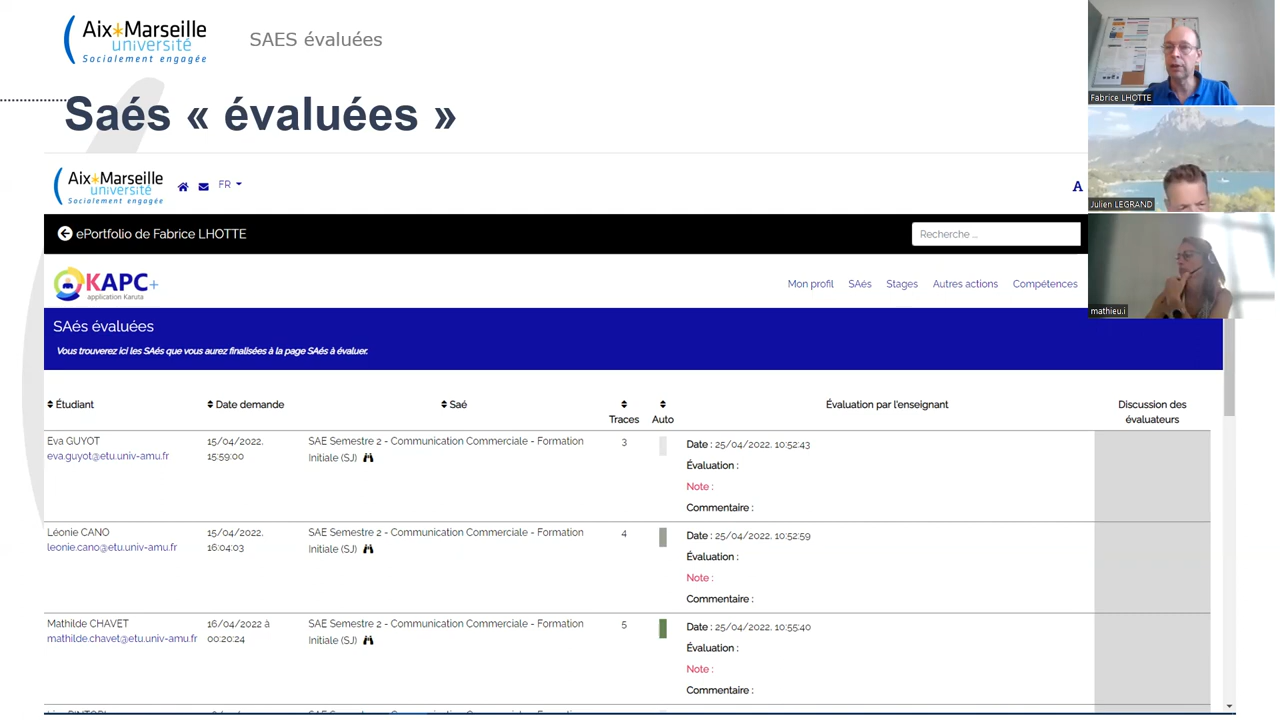 Aix*Marseille
université
Socialement engagée
SAES évaluées
Saés « évaluées »
Aix*Marseille
université
Socialement engagée
FR
A
ePortfolio de Fabrice LHOTTE
Recherche ...
KAPC+
application Karuta
Mon profil SAés Stages Autres actions Compétences
SAés évaluées
Vous trouverez ici les SAés que vous aurez finalisées à la page SAés à évaluer.
Étudiant Date demande Saé Traces Auto Évaluation par l'enseignant Discussion des
évaluateurs
Eva GUYOT 15/04/2022, SAE Semestre 2 - Communication Commerciale - Formation 3 Date : 25/04/2022, 10:52:43
eva.guyot@etu.univ-amu.fr 15:59:00 Initiale (SJ) Évaluation :
Note :
Commentaire :
Léonie CANO 15/04/2022, SAE Semestre 2 - Communication Commerciale - Formation 4 Date : 25/04/2022, 10:52:59
leonie.cano@etu.univ-amu.fr 16:04:03 Initiale (SJ) Évaluation :
Note :
Commentaire :
Mathilde CHAVET 16/04/2022 à SAE Semestre 2 - Communication Commerciale - Formation 5 Date : 25/04/2022, 10:55:40
mathilde.chavet@etu.univ-amu.fr 00:20:24 Initiale (SJ) Évaluation :
Note :
Commentaire :
Fabrice LHOTTE
Julien LEGRAND
mathieu.i